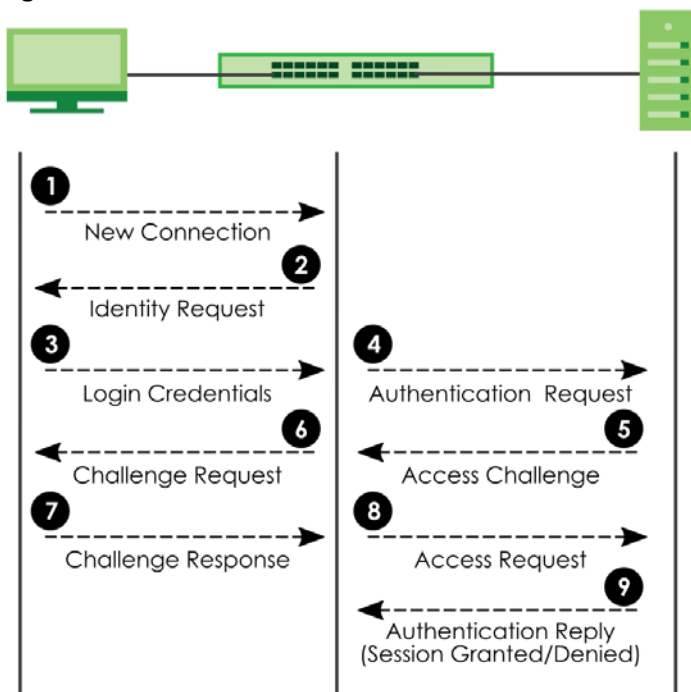 1
New Connection
2
Identity Request
3
Login Credentials
4
Authentication Request
5
Access Challenge
6
Challenge Request
7
Challenge Response
8
Access Request
9
Authentication Reply
(Session Granted/Denied)